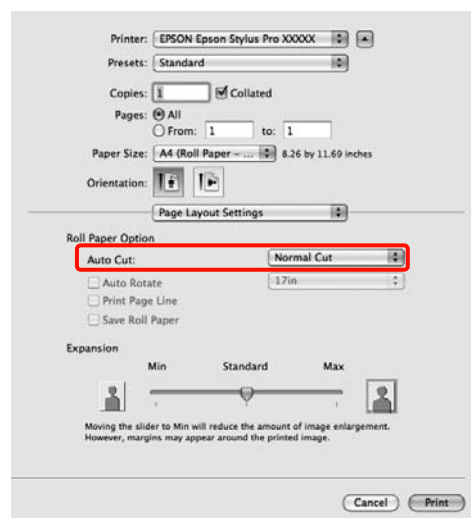 Printer: EPSON Epson Stylus Pro XXXXX
Presets: Standard
Copies: 1 Collated
Pages: All
From: 1 to: 1
Paper Size: A4 (Roll Paper – ... 8.26 by 11.69 inches
Orientation:
Page Layout Settings
Roll Paper Option
Auto Cut: Normal Cut
Auto Rotate 17in
Print Page Line
Save Roll Paper
Expansion
Min Standard Max
Moving the slider to Min will reduce the amount of image enlargement.
However, margins may appear around the printed image.
Cancel Print